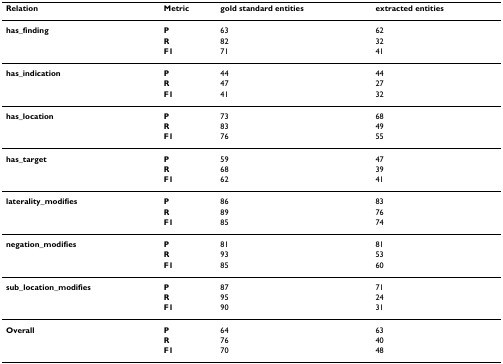 Relation Metric gold standard entities extracted entities
has_finding P 63 62
R 82 32
F1 71 41
has_indication P 44 44
R 47 27
F1 41 32
has_location P 73 68
R 83 49
F1 76 55
has_target P 59 47
R 68 39
F1 62 41
laterality_modifies P 86 83
R 89 76
F1 85 74
negation_modifies P 81 81
R 93 53
F1 85 60
sub_location_modifies P 87 71
R 95 24
F1 90 31
Overall P 64 63
R 76 40
F1 70 48